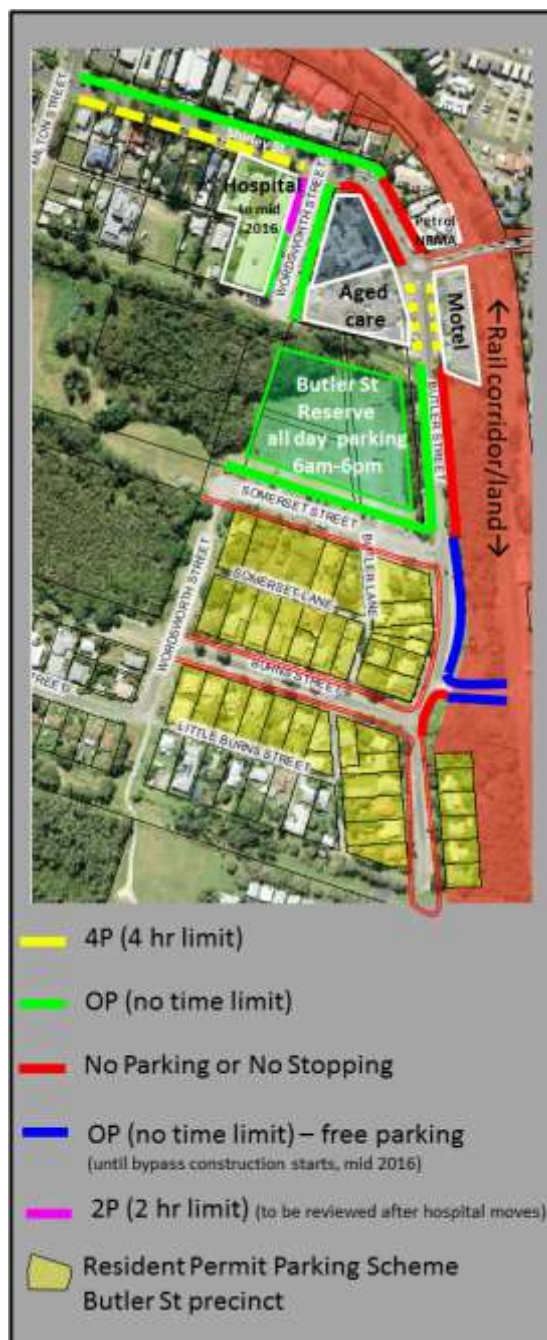 MILTON STREET
Hospital
to mid
2016
WORDSWORTH STREET
Petrol
NRMA
Aged
care
Motel
← Rail corridor/land →
Butler St
Reserve
all day parking
6am-6pm
BUTLER STREET
SOMERSET STREET
BUTLER LANE
SOMERSET LANE
WORDSWORTH STREET
BURNS STREET
LITTLE BURNS STREET
4P (4 hr limit)
OP (no time limit)
No Parking or No Stopping
OP (no time limit) – free parking
(until bypass construction starts, mid 2016)
2P (2 hr limit) (to be reviewed after hospital moves)
Resident Permit Parking Scheme
Butler St precinct